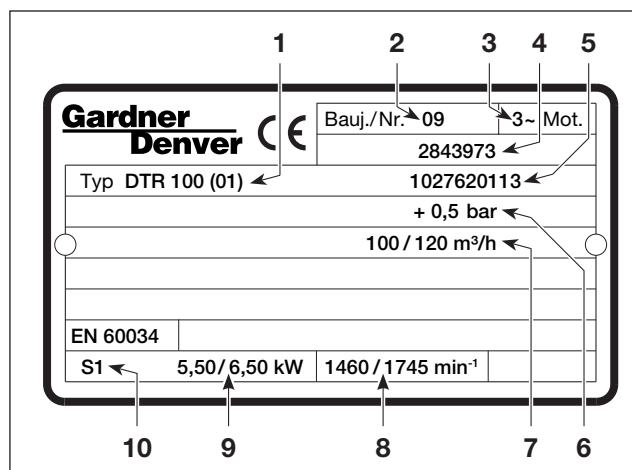 1 2 3 4 5
Gardner Denver CE Bauj./Nr. 09 3~ Mot.
2843973
Typ DTR 100 (01) 1027620113
+ 0,5 bar
100 / 120 m³/h
EN 60034
S1 5,50/6,50 kW 1460/1745 min⁻¹
10 9 8 7 6